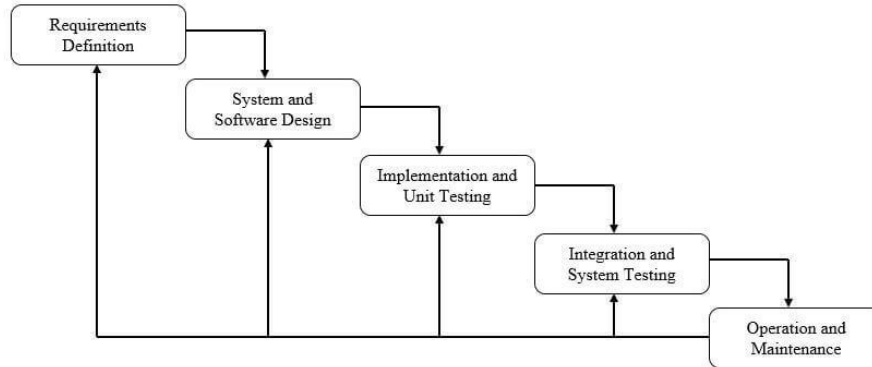 Requirements
Definition
System and
Software Design
Implementation and
Unit Testing
Integration and
System Testing
Operation and
Maintenance